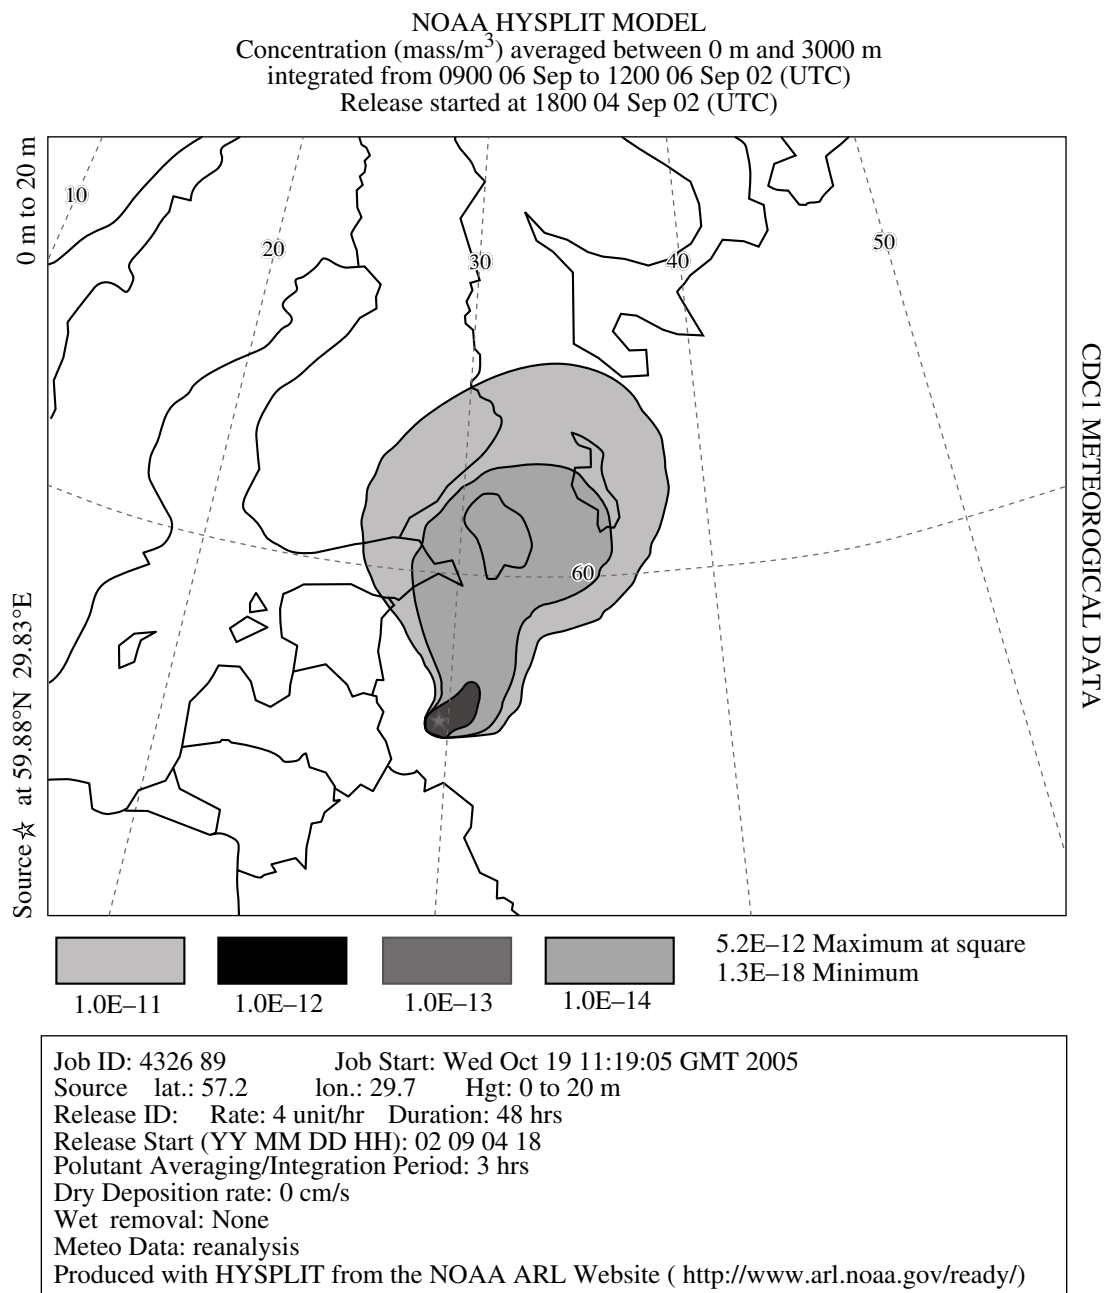 NOAA HYSPLIT MODEL
Concentration (mass/m³) averaged between 0 m and 3000 m
integrated from 0900 06 Sep to 1200 06 Sep 02 (UTC)
Release started at 1800 04 Sep 02 (UTC)
0 m to 20 m
Source ☆ at 59.88°N 29.83°E
10
20
30
40
50
60
CDC1 METEOROGICAL DATA
1.0E–11
1.0E–12
1.0E–13
1.0E–14
5.2E–12 Maximum at square
1.3E–18 Minimum
Job ID: 4326 89 Job Start: Wed Oct 19 11:19:05 GMT 2005
Source lat.: 57.2 lon.: 29.7 Hgt: 0 to 20 m
Release ID: Rate: 4 unit/hr Duration: 48 hrs
Release Start (YY MM DD HH): 02 09 04 18
Polutant Averaging/Integration Period: 3 hrs
Dry Deposition rate: 0 cm/s
Wet removal: None
Meteo Data: reanalysis
Produced with HYSPLIT from the NOAA ARL Website ( http://www.arl.noaa.gov/ready/)